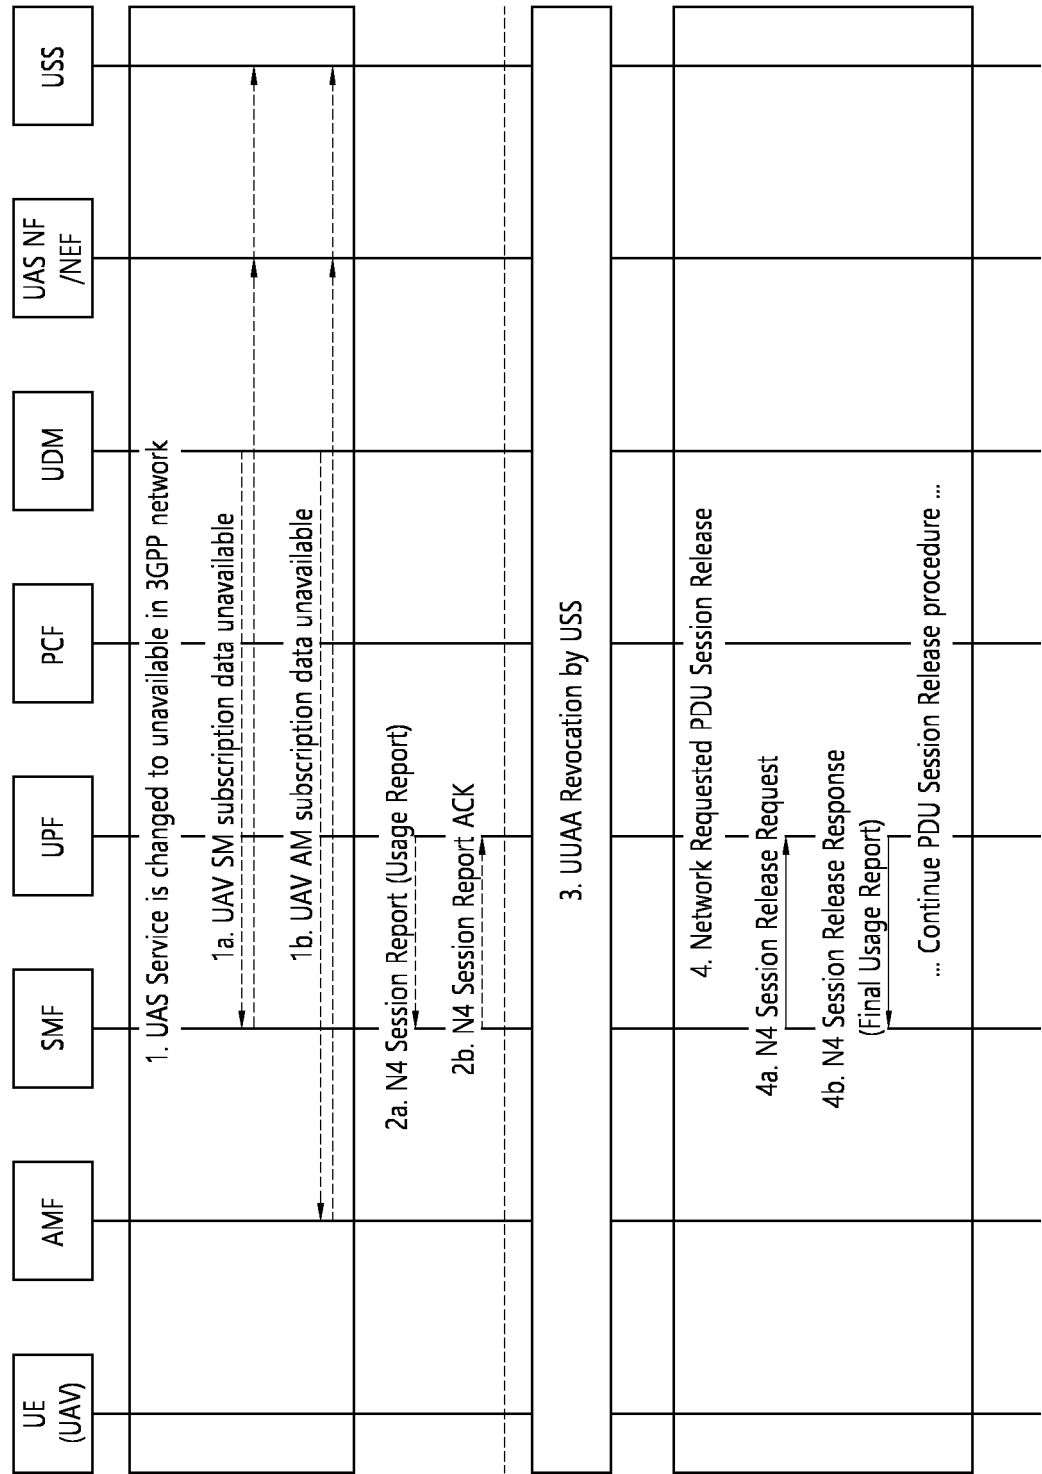 UE
(UAV)
AMF
SMF
UPF
PCF
UDM
UAS NF
/NEF
USS
1. UAS Service is changed to unavailable in 3GPP network
1a. UAV SM subscription data unavailable
1b. UAV AM subscription data unavailable
2a. N4 Session Report (Usage Report)
2b. N4 Session Report ACK
3. UUAA Revocation by USS
4. Network Requested PDU Session Release
4a. N4 Session Release Request
4b. N4 Session Release Response
(Final Usage Report)
... Continue PDU Session Release procedure ...